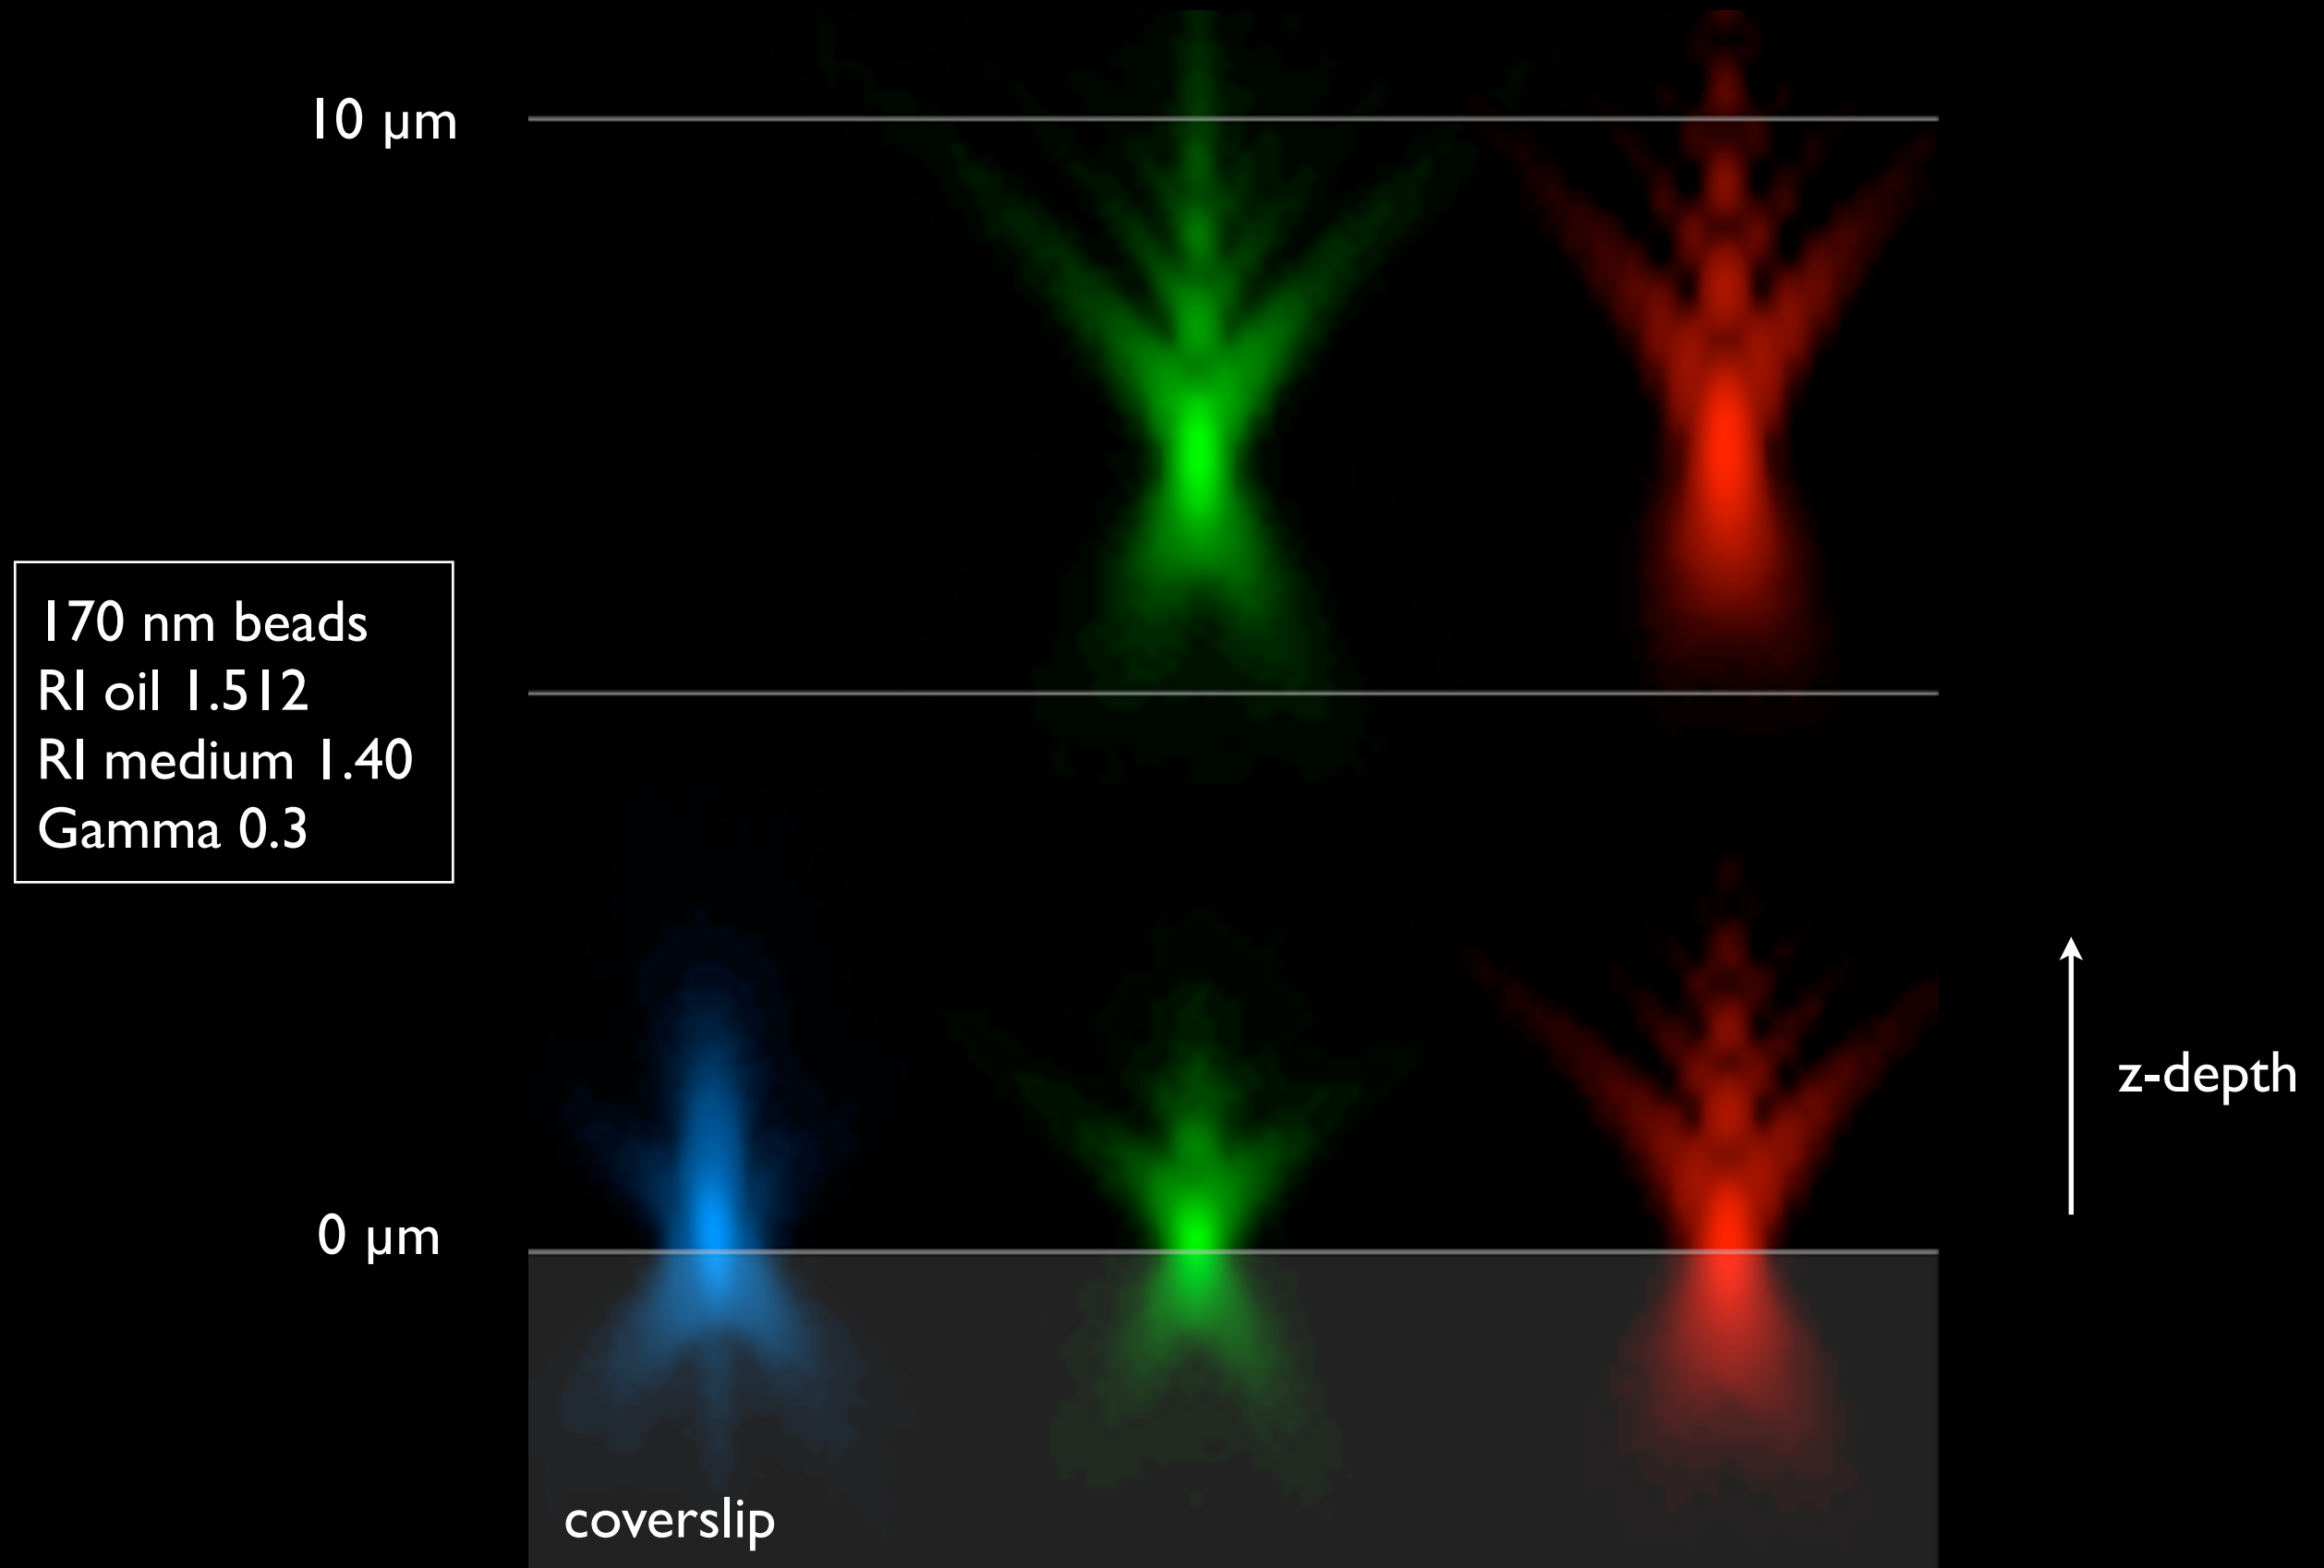 10 µm
170 nm beads
RI oil 1.512
RI medium 1.40
Gamma 0.3
z-depth
0 µm
coverslip